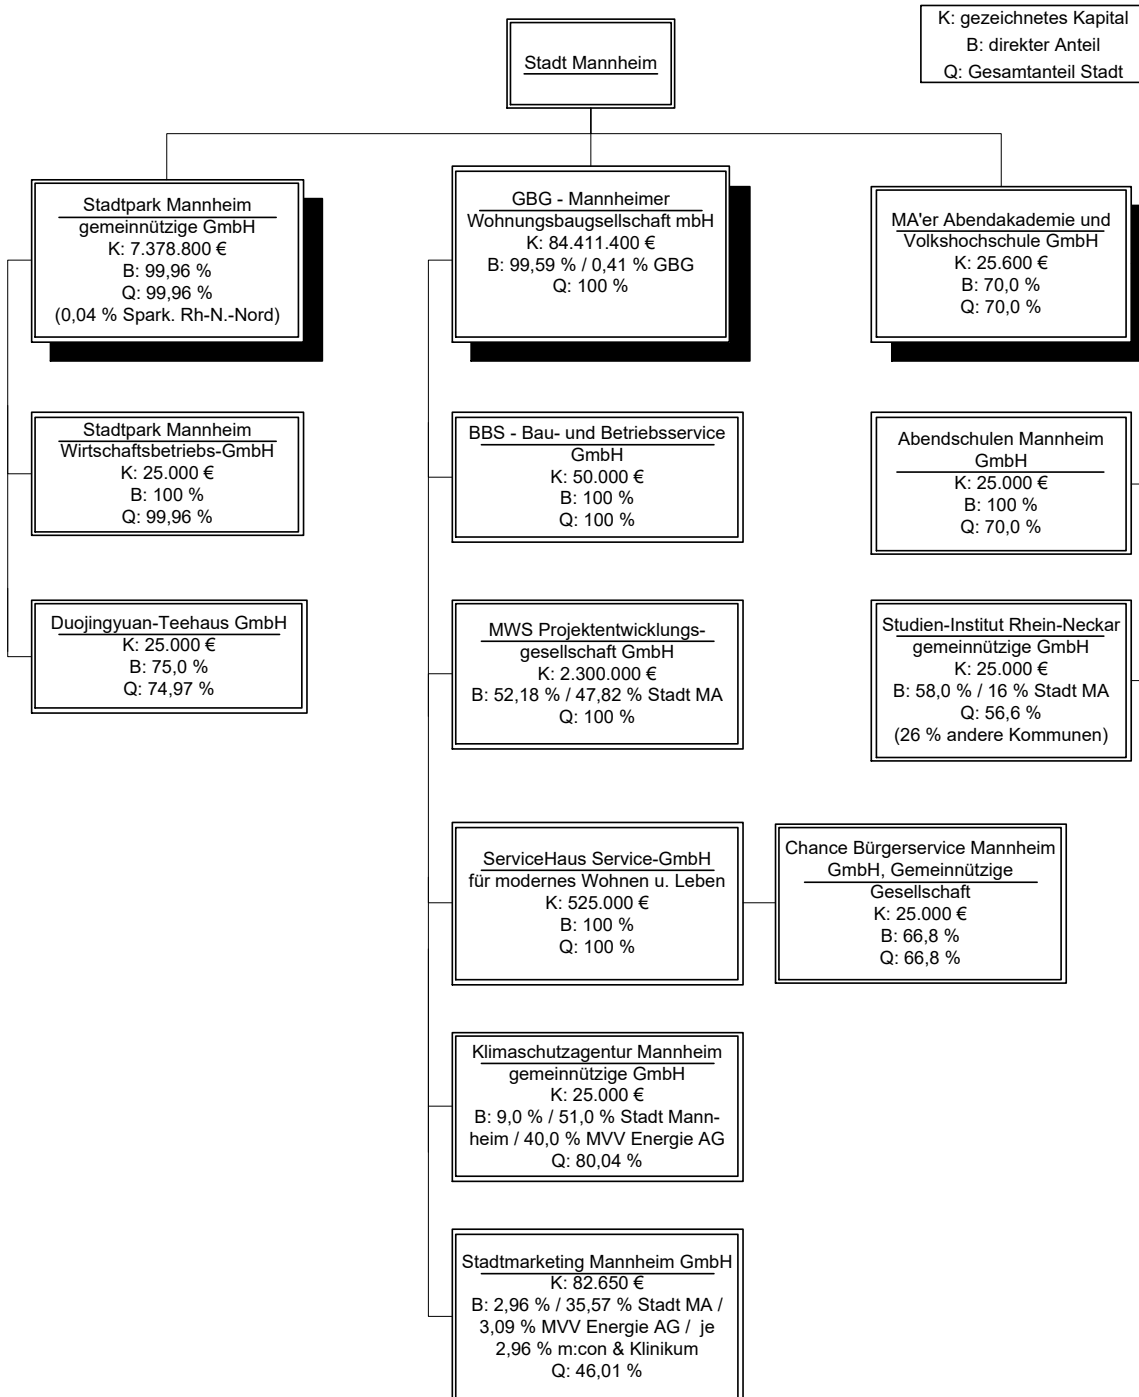 K: gezeichnetes Kapital
B: direkter Anteil
Q: Gesamtanteil Stadt
Stadt Mannheim
Stadtpark Mannheim
gemeinnützige GmbH
K: 7.378.800 €
B: 99,96 %
Q: 99,96 %
(0,04 % Spark. Rh-N.-Nord)
GBG - Mannheimer
Wohnungsbaugsellschaft mbH
K: 84.411.400 €
B: 99,59 % / 0,41 % GBG
Q: 100 %
MA'er Abendakademie und
Volkshochschule GmbH
K: 25.600 €
B: 70,0 %
Q: 70,0 %
Stadtpark Mannheim
Wirtschaftsbetriebs-GmbH
K: 25.000 €
B: 100 %
Q: 99,96 %
BBS - Bau- und Betriebsservice
GmbH
K: 50.000 €
B: 100 %
Q: 100 %
Abendschulen Mannheim
GmbH
K: 25.000 €
B: 100 %
Q: 70,0 %
Duojingyuan-Teehaus GmbH
K: 25.000 €
B: 75,0 %
Q: 74,97 %
MWS Projektentwicklungs-
gesellschaft GmbH
K: 2.300.000 €
B: 52,18 % / 47,82 % Stadt MA
Q: 100 %
Studien-Institut Rhein-Neckar
gemeinnützige GmbH
K: 25.000 €
B: 58,0 % / 16 % Stadt MA
Q: 56,6 %
(26 % andere Kommunen)
ServiceHaus Service-GmbH
für modernes Wohnen u. Leben
K: 525.000 €
B: 100 %
Q: 100 %
Chance Bürgerservice Mannheim
GmbH, Gemeinnützige
Gesellschaft
K: 25.000 €
B: 66,8 %
Q: 66,8 %
Klimaschutzagentur Mannheim
gemeinnützige GmbH
K: 25.000 €
B: 9,0 % / 51,0 % Stadt Mann-
heim / 40,0 % MVV Energie AG
Q: 80,04 %
Stadtmarketing Mannheim GmbH
K: 82.650 €
B: 2,96 % / 35,57 % Stadt MA /
3,09 % MVV Energie AG / je
2,96 % m:con & Klinikum
Q: 46,01 %